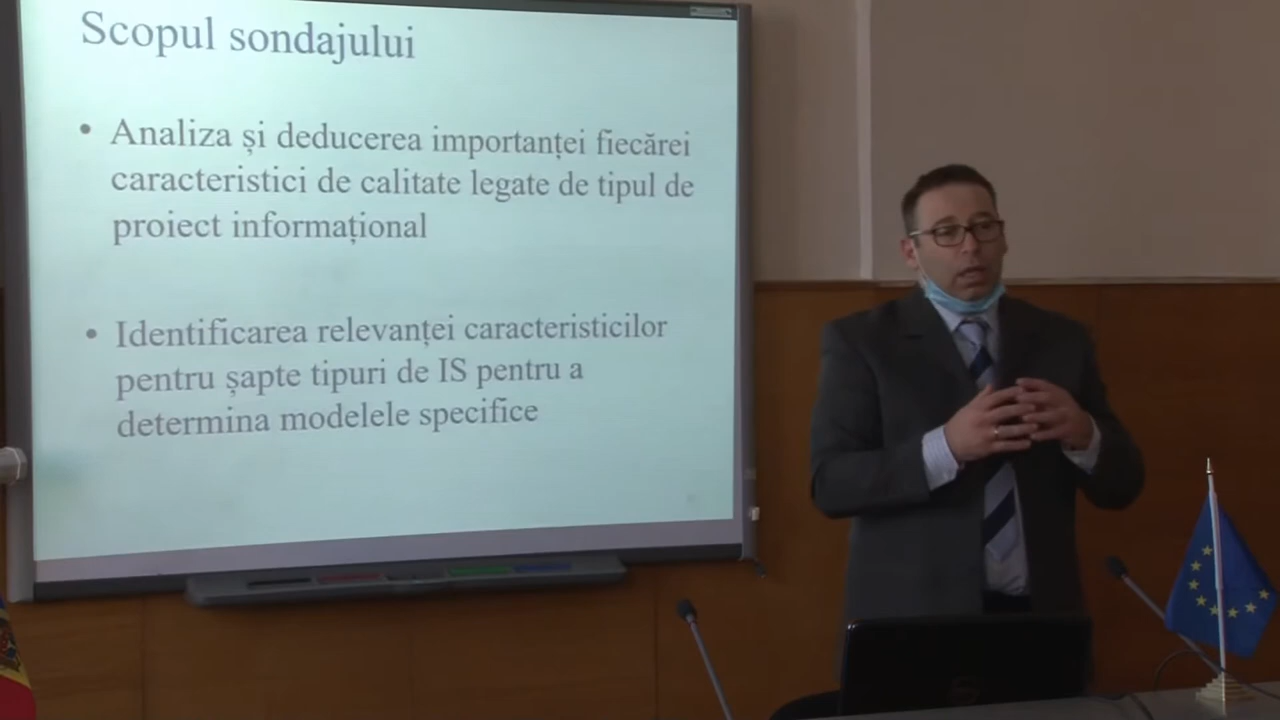 Scopul sondajului
• Analiza și deducerea importanței fiecărei
caracteristici de calitate legate de tipul de
proiect informațional
• Identificarea relevanței caracteristicilor
pentru șapte tipuri de IS pentru a
determina modelele specifice